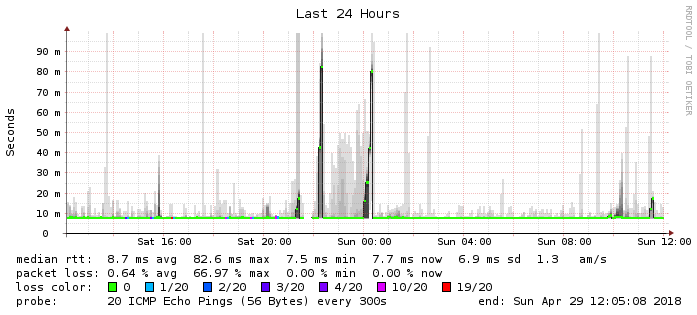 Last 24 Hours
RRDTOOL / TOBI OETIKER
Seconds
90 m
80 m
70 m
60 m
50 m
40 m
30 m
20 m
10 m
0
Sat 16:00 Sat 20:00 Sun 00:00 Sun 04:00 Sun 08:00 Sun 12:00
median rtt: 8.7 ms avg 82.6 ms max 7.5 ms min 7.7 ms now 6.9 ms sd 1.3 am/s
packet loss: 0.64 % avg 66.97 % max 0.00 % min 0.00 % now
loss color: 0 1/20 2/20 3/20 4/20 10/20 19/20
probe: 20 ICMP Echo Pings (56 Bytes) every 300s end: Sun Apr 29 12:05:08 2018